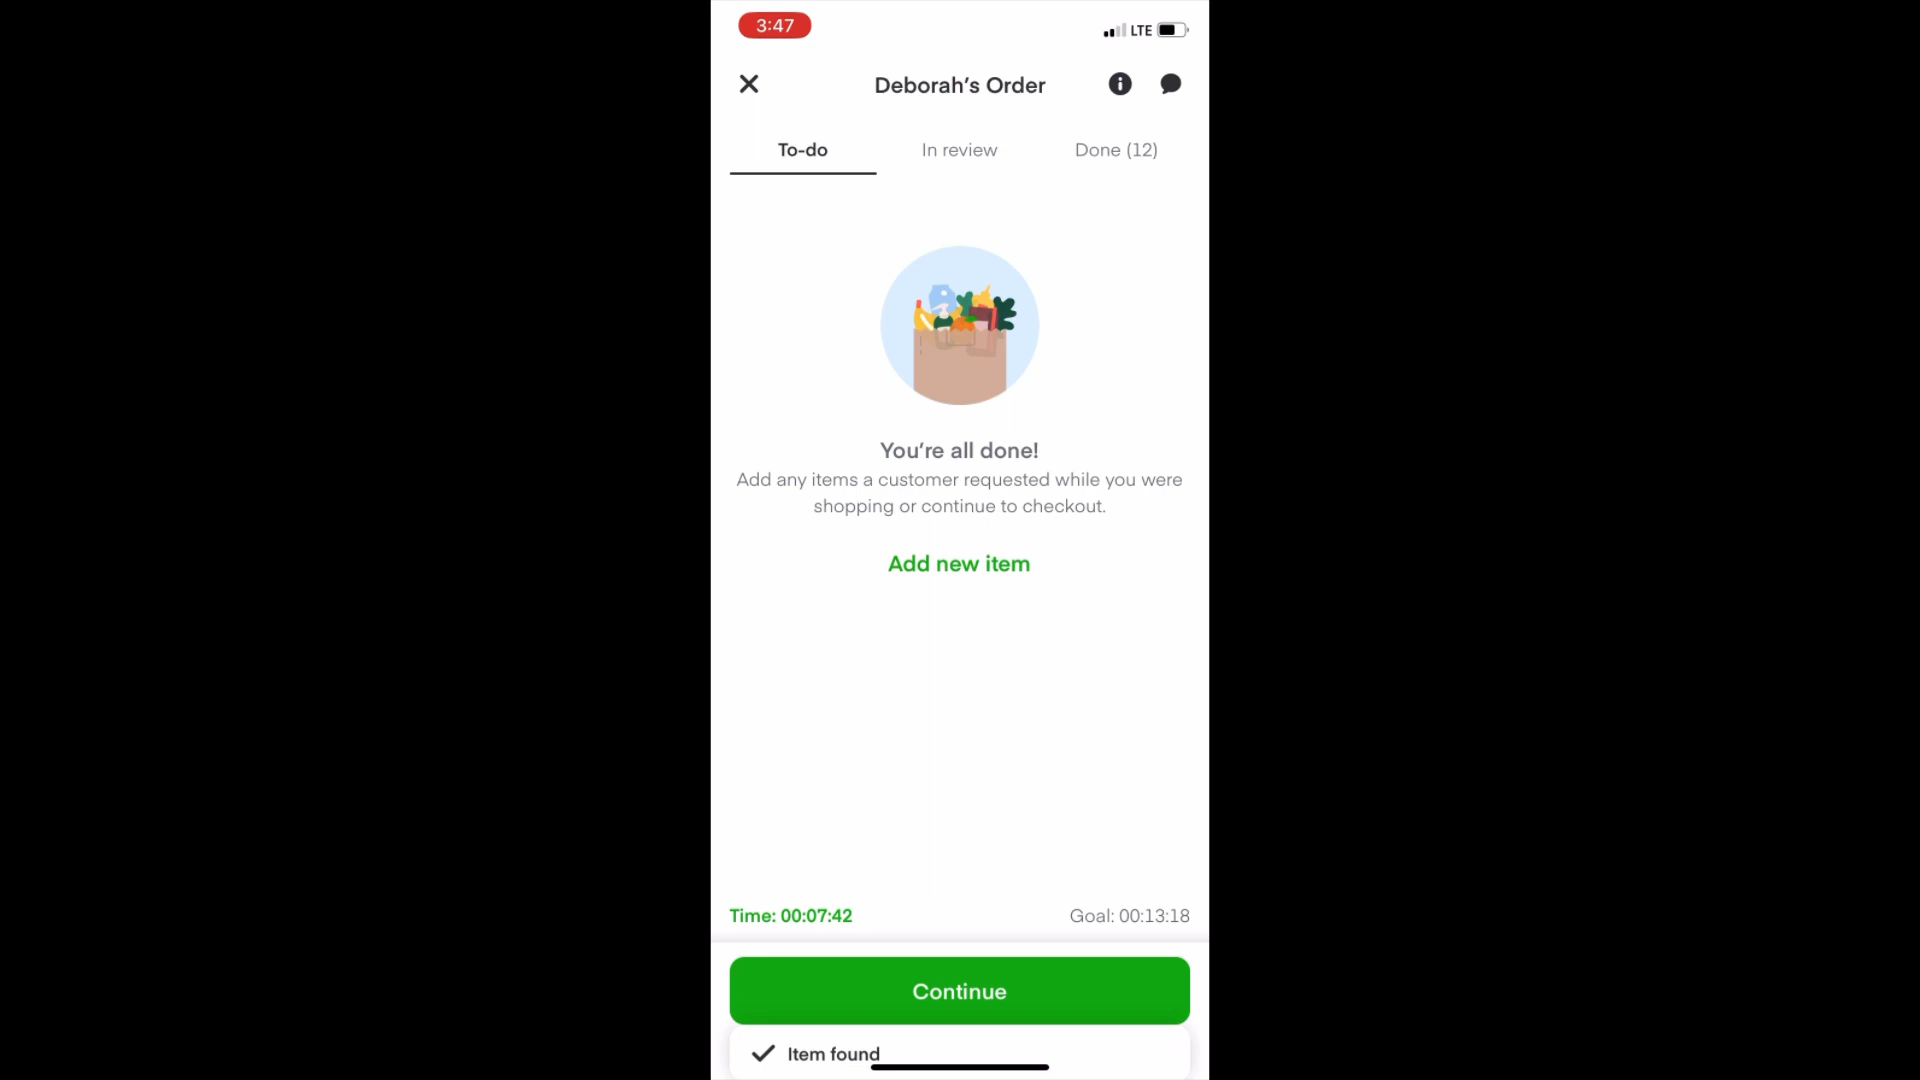 3:47
LTE
Deborah's Order
To-do
In review
Done (12)
You're all done!
Add any items a customer requested while you were
shopping or continue to checkout.
Add new item
Time: 00:07:42
Goal: 00:13:18
Continue
Item found